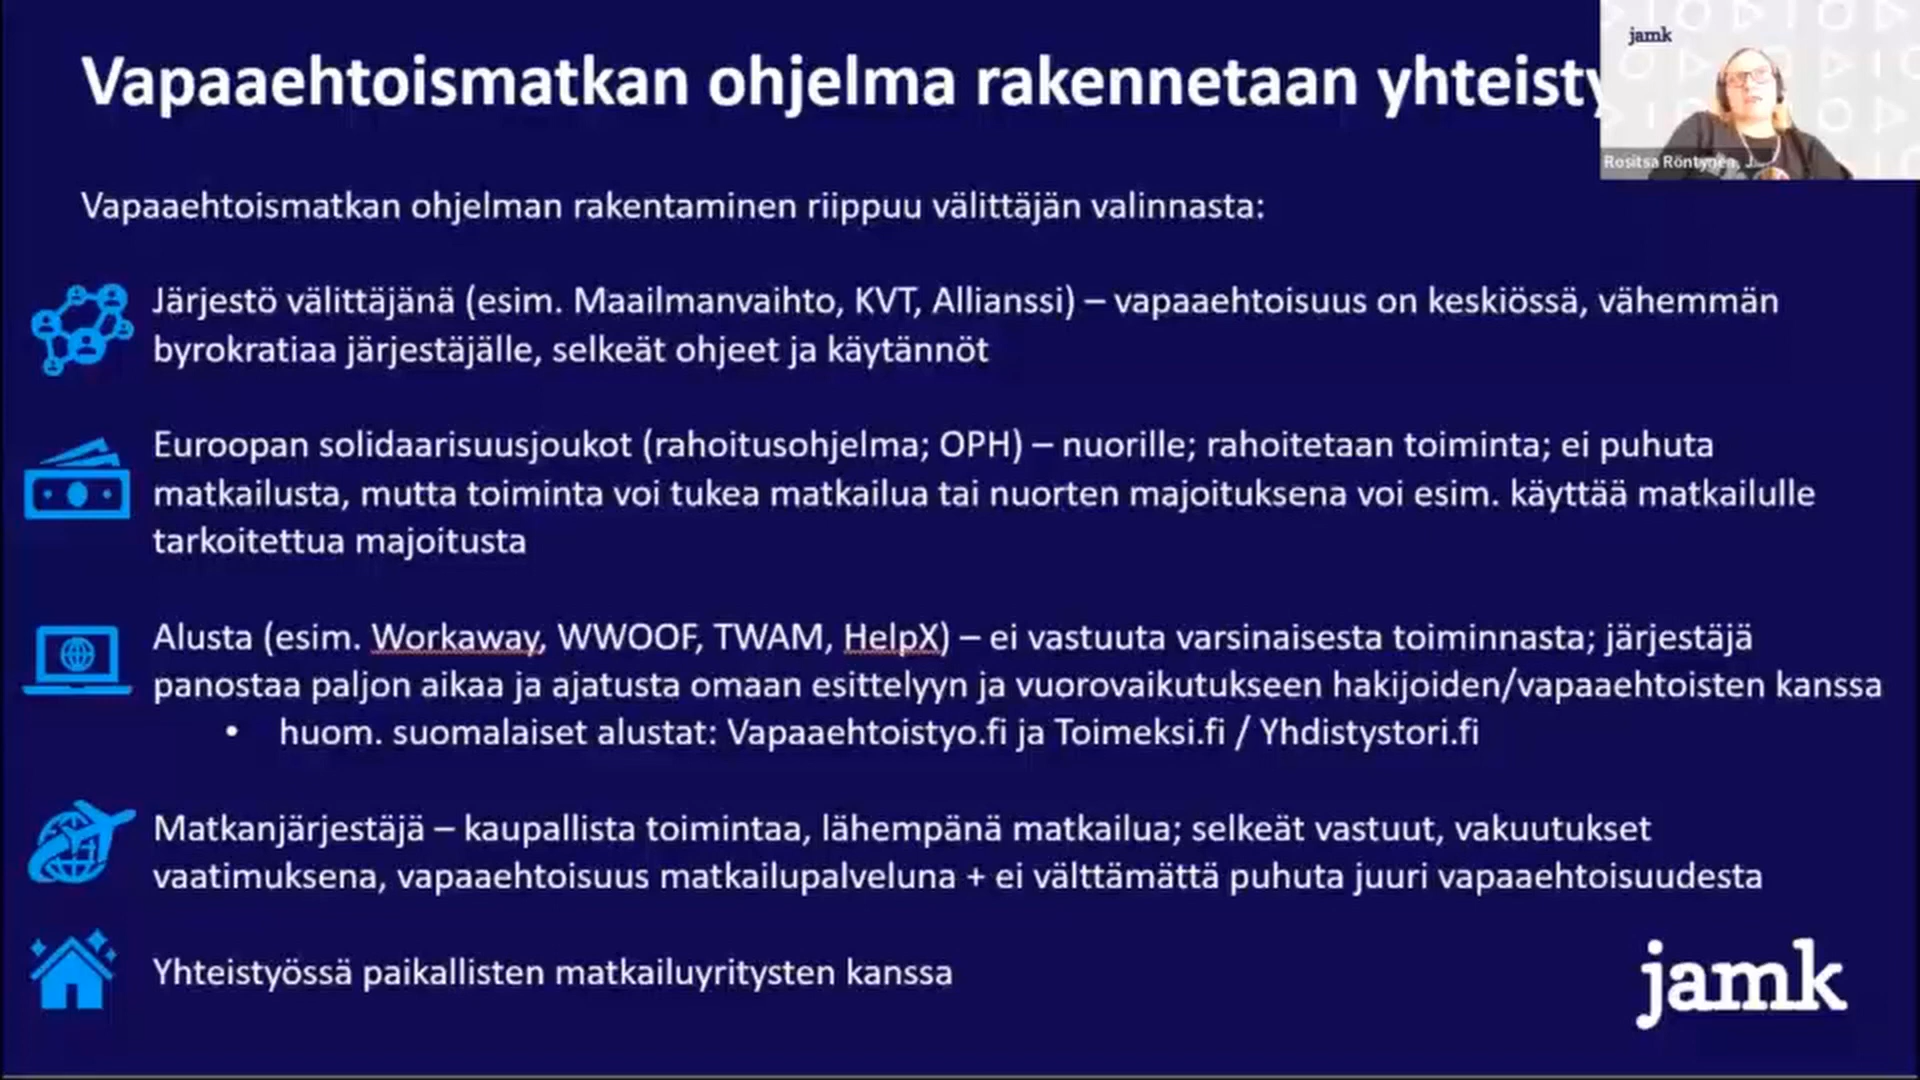 Vapaaehtoismatkan ohjelma rakennetaan
jamk
Rositsa Röntynen, J...
Vapaaehtoismatkan ohjelman rakentaminen riippuu välittäjän valinnasta:
Järjestö välittäjänä (esim. Maailmanvaihto, KVT, Allianssi) – vapaaehtoisuus on keskiössä, vähemmän
byrokratiaa järjestäjälle, selkeät ohjeet ja käytännöt
Euroopan solidaarisuusjoukot (rahoitusohjelma; OPH) – nuorille; rahoitetaan toiminta; ei puhuta
matkailusta, mutta toiminta voi tukea matkailua tai nuorten majoituksena voi esim. käyttää matkailulle
tarkoitettua majoitusta
Alusta (esim. Workaway, WWOOF, TWAM, HelpX) – ei vastuuta varsinaisesta toiminnasta; järjestäjä
panostaa paljon aikaa ja ajatusta omaan esittelyyn ja vuorovaikutukseen hakijoiden/vapaaehtoisten kanssa
• huom. suomalaiset alustat: Vapaaehtoistyo.fi ja Toimeksi.fi / Yhdistystori.fi
Matkanjärjestäjä – kaupallista toimintaa, lähempänä matkailua; selkeät vastuut, vakuutukset
vaatimuksena, vapaaehtoisuus matkailupalveluna + ei välttämättä puhuta juuri vapaaehtoisuudesta
Yhteistyössä paikallisten matkailuyritysten kanssa
jamk